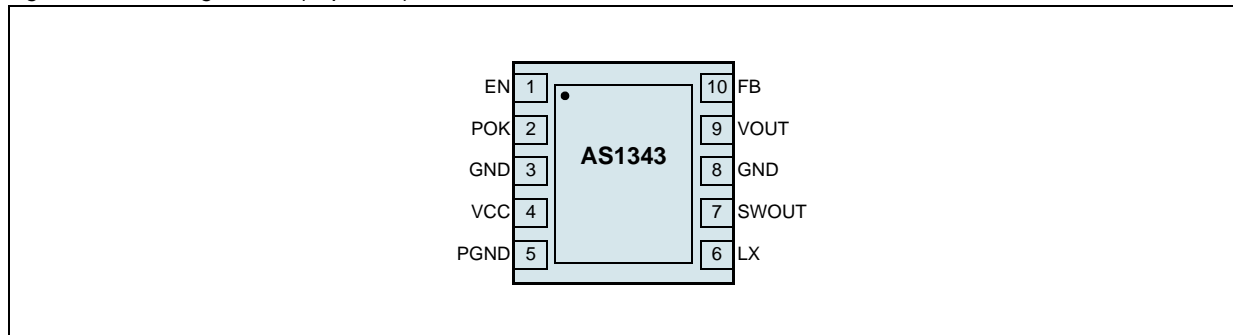 EN 1 10 FB
POK 2 9 VOUT
AS1343
GND 3 8 GND
VCC 4 7 SWOUT
PGND 5 6 LX